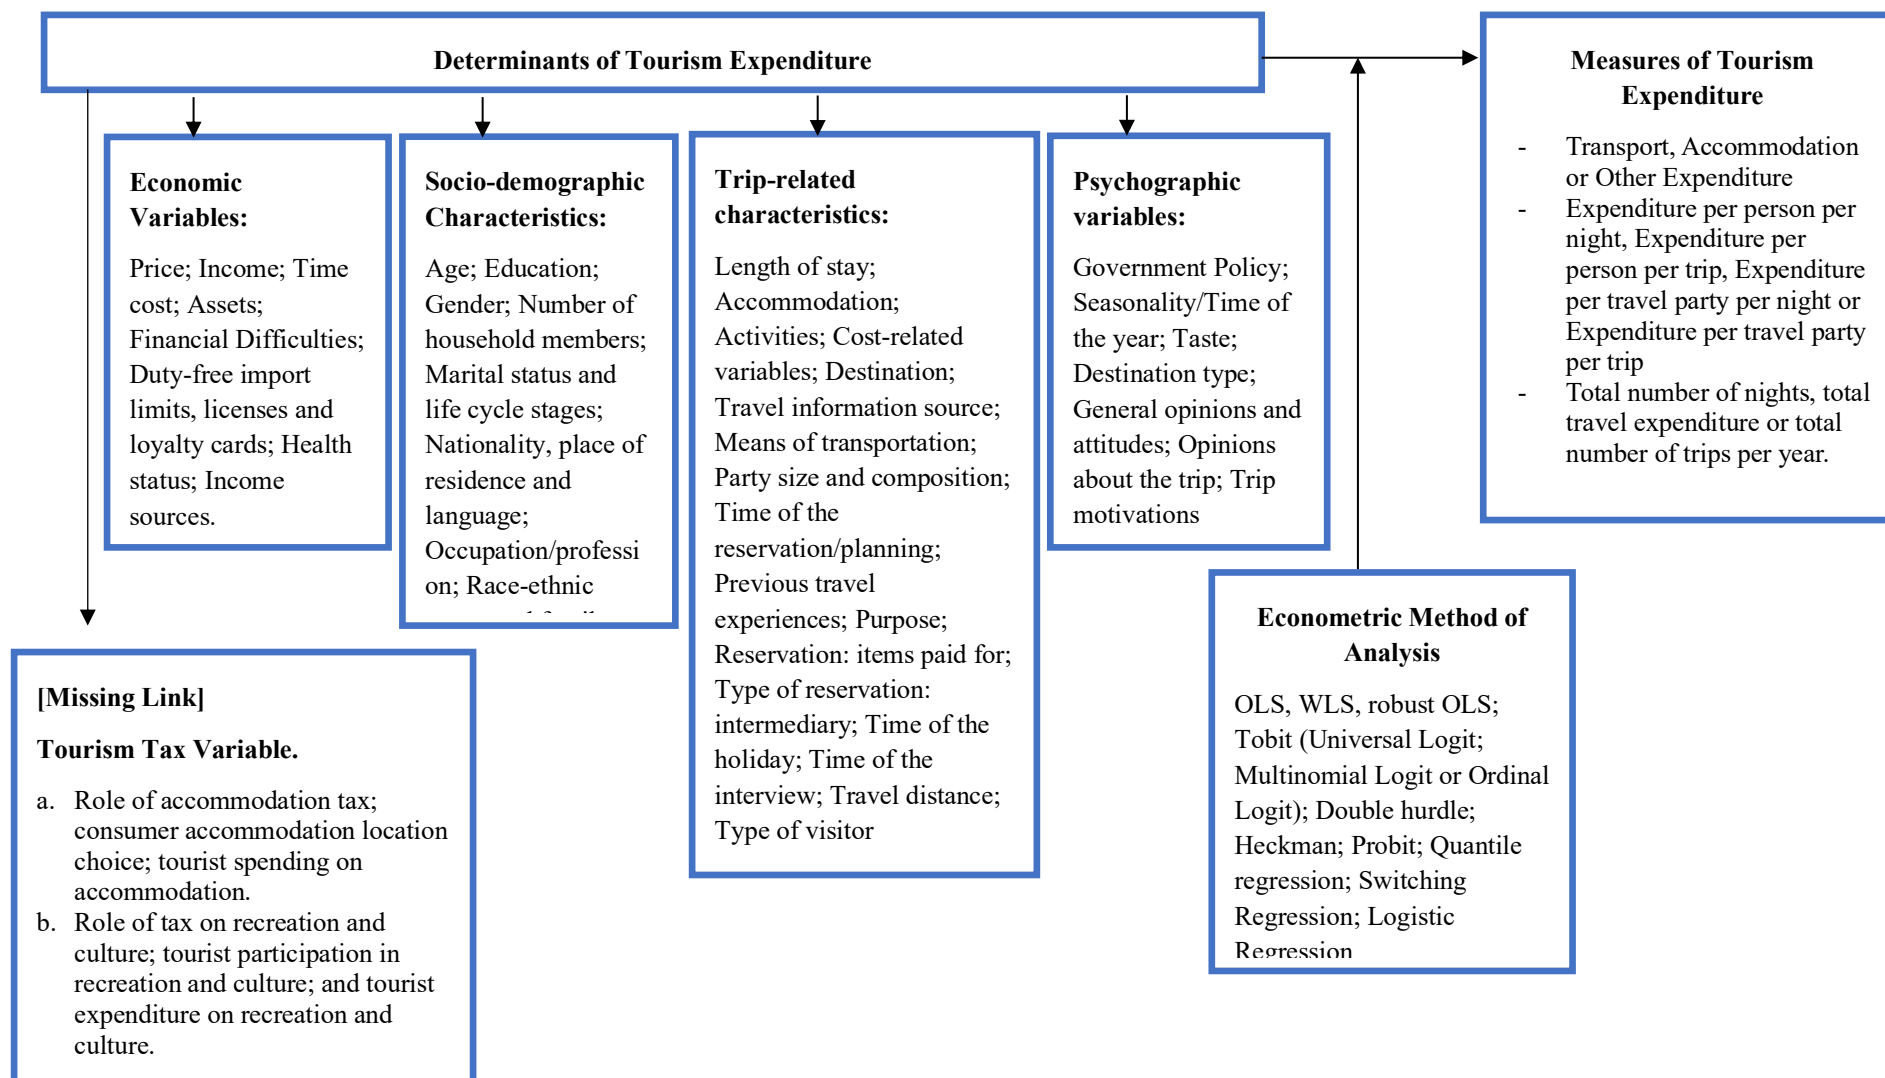 Determinants of Tourism Expenditure
Economic
Variables:
Price; Income; Time
cost; Assets;
Financial Difficulties;
Duty-free import
limits, licenses and
loyalty cards; Health
status; Income
sources.
Socio-demographic
Characteristics:
Age; Education;
Gender; Number of
household members;
Marital status and
life cycle stages;
Nationality, place of
residence and
language;
Occupation/professi
on; Race-ethnic
Trip-related
characteristics:
Length of stay;
Accommodation;
Activities; Cost-related
variables; Destination;
Travel information source;
Means of transportation;
Party size and composition;
Time of the
reservation/planning;
Previous travel
experiences; Purpose;
Reservation: items paid for;
Type of reservation:
intermediary; Time of the
holiday; Time of the
interview; Travel distance;
Type of visitor
Psychographic
variables:
Government Policy;
Seasonality/Time of
the year; Taste;
Destination type;
General opinions and
attitudes; Opinions
about the trip; Trip
motivations
Measures of Tourism
Expenditure
- Transport, Accommodation
or Other Expenditure
- Expenditure per person per
night, Expenditure per
person per trip, Expenditure
per travel party per night or
Expenditure per travel party
per trip
- Total number of nights, total
travel expenditure or total
number of trips per year.
Econometric Method of
Analysis
OLS, WLS, robust OLS;
Tobit (Universal Logit;
Multinomial Logit or Ordinal
Logit); Double hurdle;
Heckman; Probit; Quantile
regression; Switching
Regression; Logistic
Regression
[Missing Link]
Tourism Tax Variable.
a. Role of accommodation tax;
consumer accommodation location
choice; tourist spending on
accommodation.
b. Role of tax on recreation and
culture; tourist participation in
recreation and culture; and tourist
expenditure on recreation and
culture.